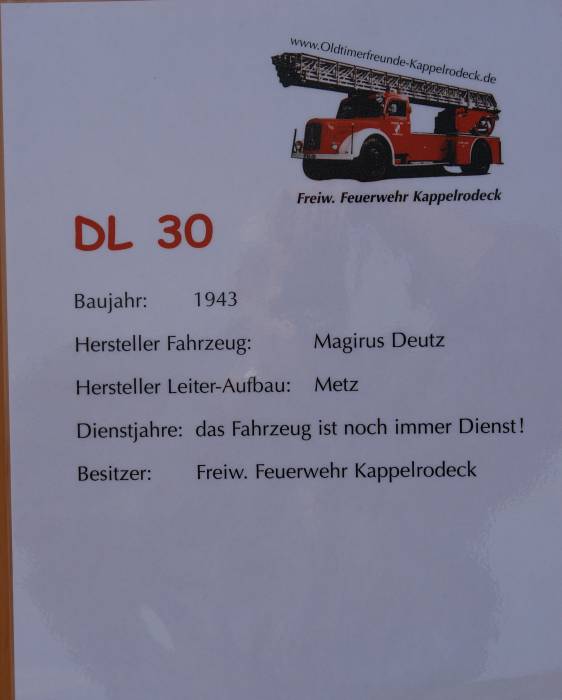 www.Oldtimerfreunde-Kappelrodeck.de
Freiw. Feuerwehr Kappelrodeck
DL 30
Baujahr: 1943
Hersteller Fahrzeug: Magirus Deutz
Hersteller Leiter-Aufbau: Metz
Dienstjahre: das Fahrzeug ist noch immer Dienst!
Besitzer: Freiw. Feuerwehr Kappelrodeck